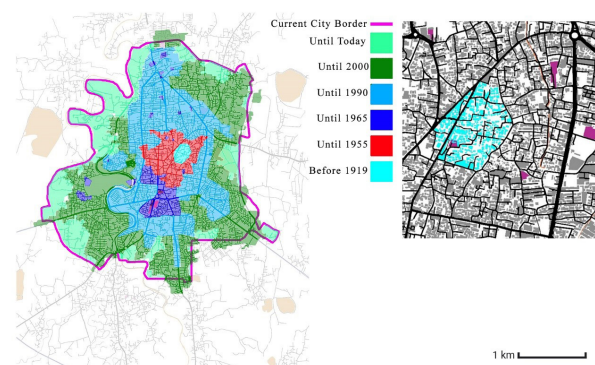 Current City Border
Until Today
Until 2000
Until 1990
Until 1965
Until 1955
Before 1919
1 km